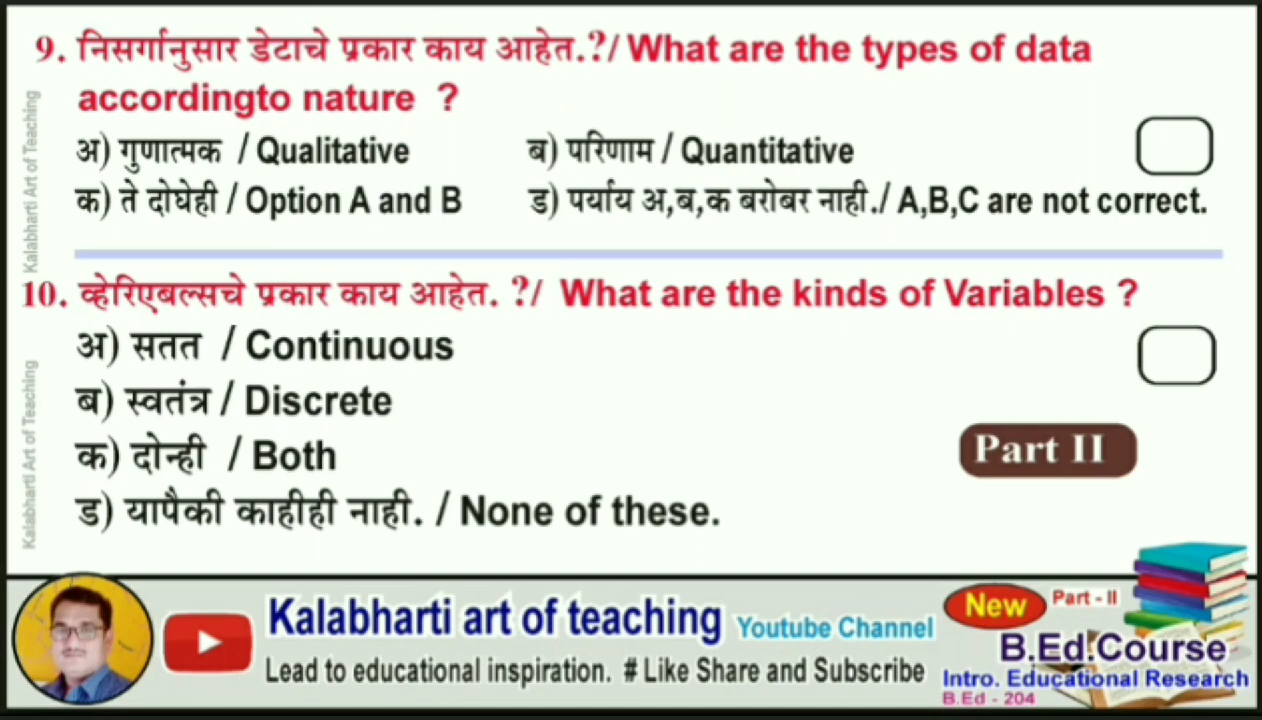 9. निसर्गानुसार डेटाचे प्रकार काय आहेत.?/ What are the types of data
accordingto nature ?
अ) गुणात्मक / Qualitative ब) परिणाम / Quantitative
क) ते दोघेही / Option A and B ड) पर्याय अ,ब,क बरोबर नाही./ A,B,C are not correct.
Kalabharti Art of Teaching
10. व्हेरिएबल्सचे प्रकार काय आहेत. ?/ What are the kinds of Variables ?
अ) सतत / Continuous
ब) स्वतंत्र / Discrete
क) दोन्ही / Both
Part II
ड) यापैकी काहीही नाही. / None of these.
Kalabharti Art of Teaching
Kalabharti art of teaching Youtube Channel
Lead to educational inspiration. # Like Share and Subscribe
New Part - II
B.Ed.Course
Intro. Educational Research
B.Ed - 204